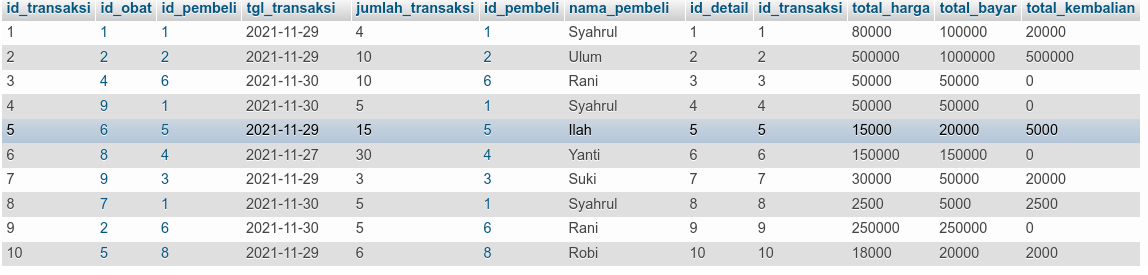 id_transaksi id_obat id_pembeli tgl_transaksi jumlah_transaksi id_pembeli nama_pembeli id_detail id_transaksi total_harga total_bayar total_kembalian
1 1 1 2021-11-29 4 1 Syahrul 1 1 80000 100000 20000
2 2 2 2021-11-29 10 2 Ulum 2 2 500000 1000000 500000
3 4 6 2021-11-30 10 6 Rani 3 3 50000 50000 0
4 9 1 2021-11-30 5 1 Syahrul 4 4 50000 50000 0
5 6 5 2021-11-29 15 5 Ilah 5 5 15000 20000 5000
6 8 4 2021-11-27 30 4 Yanti 6 6 150000 150000 0
7 9 3 2021-11-29 3 3 Suki 7 7 30000 50000 20000
8 7 1 2021-11-30 5 1 Syahrul 8 8 2500 5000 2500
9 2 6 2021-11-30 5 6 Rani 9 9 250000 250000 0
10 5 8 2021-11-29 6 8 Robi 10 10 18000 20000 2000